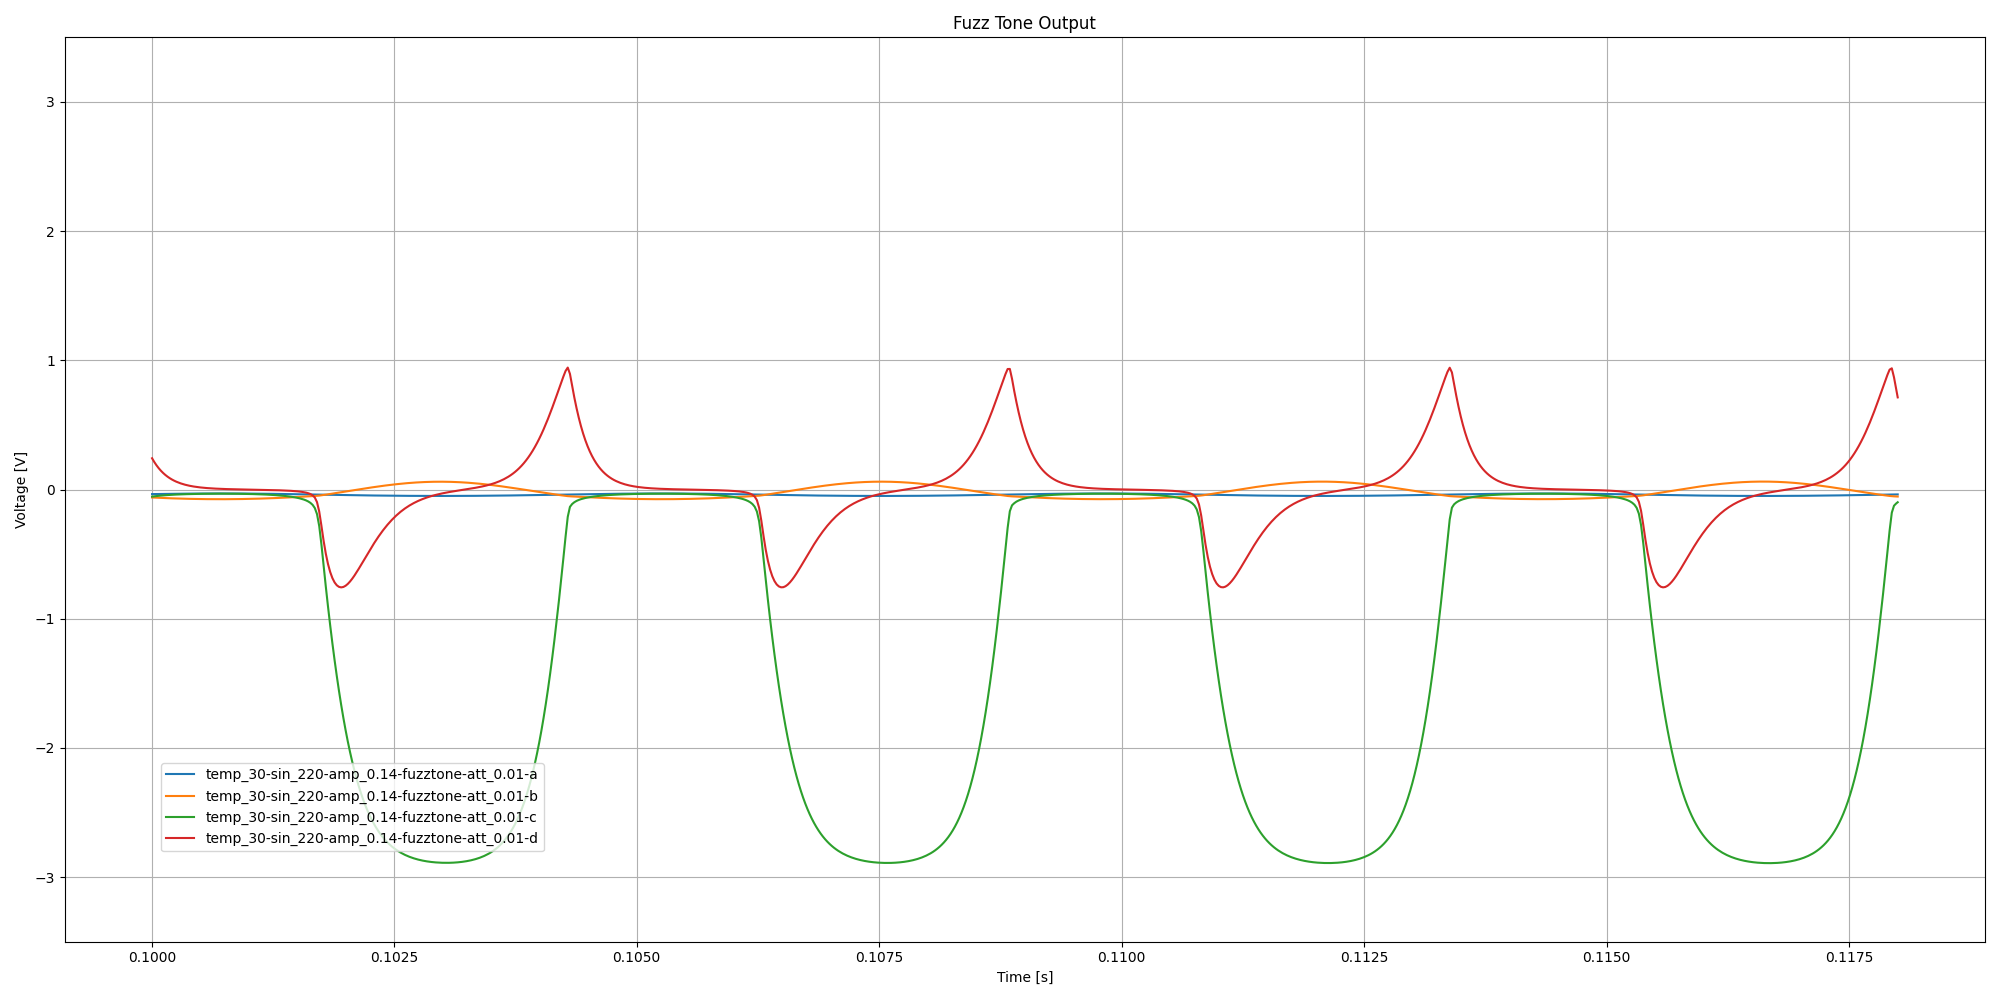 Fuzz Tone Output
Voltage [V]
3
2
1
0
−1
−2
−3
temp_30-sin_220-amp_0.14-fuzztone-att_0.01-a
temp_30-sin_220-amp_0.14-fuzztone-att_0.01-b
temp_30-sin_220-amp_0.14-fuzztone-att_0.01-c
temp_30-sin_220-amp_0.14-fuzztone-att_0.01-d
0.1000 0.1025 0.1050 0.1075 0.1100 0.1125 0.1150 0.1175
Time [s]